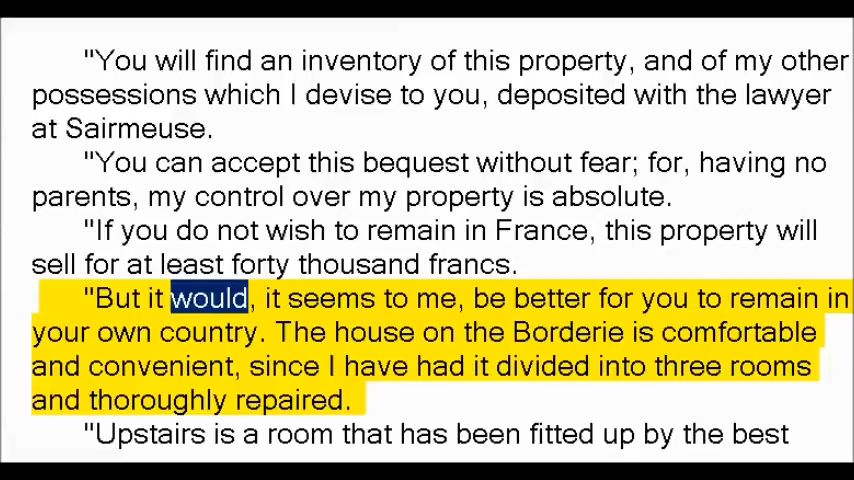 "You will find an inventory of this property, and of my other
possessions which I devise to you, deposited with the lawyer
at Sairmeuse.
"You can accept this bequest without fear; for, having no
parents, my control over my property is absolute.
"If you do not wish to remain in France, this property will
sell for at least forty thousand francs.
"But it would, it seems to me, be better for you to remain in
your own country. The house on the Borderie is comfortable
and convenient, since I have had it divided into three rooms
and thoroughly repaired.
"Upstairs is a room that has been fitted up by the best